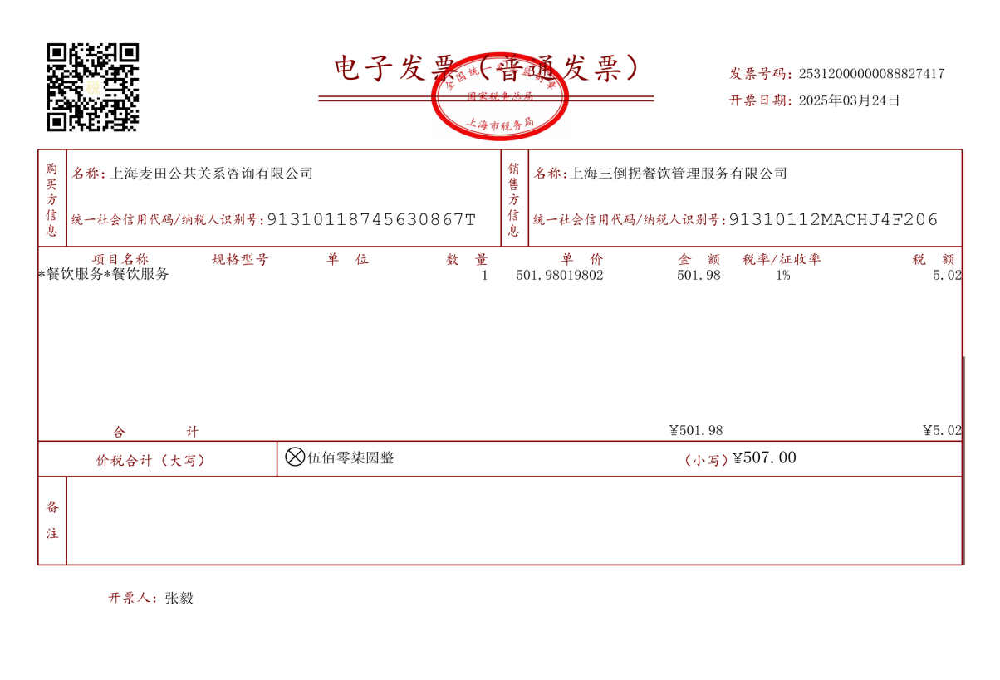 电子发票（普通发票）
全国统一发票监制章
国家税务总局
上海市税务局
税
发票号码：25312000000088827417
开票日期：2025年03月24日
购买方信息
名称：上海麦田公共关系咨询有限公司
统一社会信用代码/纳税人识别号：91310118745630867T
销售方信息
名称：上海三倒拐餐饮管理服务有限公司
统一社会信用代码/纳税人识别号：91310112MACHJ4F206
项目名称 规格型号 单位 数量 单价 金额 税率/征收率 税额
*餐饮服务*餐饮服务 1 501.98019802 501.98 1% 5.02
合计 ¥501.98 ¥5.02
价税合计（大写） ⊗伍佰零柒圆整 （小写）¥507.00
备注
开票人：张毅